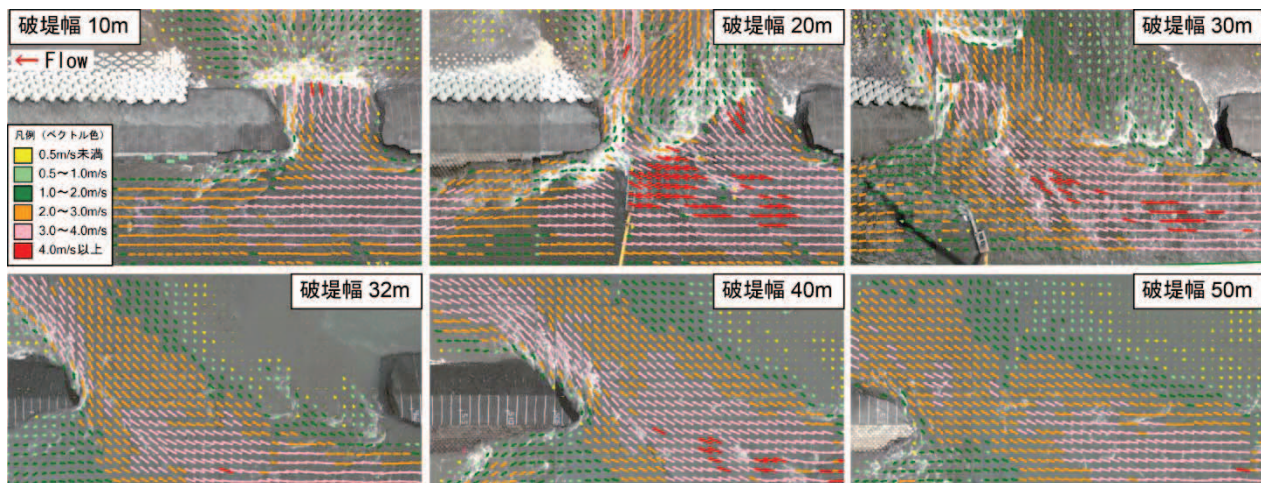 破堤幅 10m
破堤幅 20m
破堤幅 30m
← Flow
凡例（ベクトル色）
0.5m/s未満
0.5～1.0m/s
1.0～2.0m/s
2.0～3.0m/s
3.0～4.0m/s
4.0m/s以上
破堤幅 32m
破堤幅 40m
破堤幅 50m